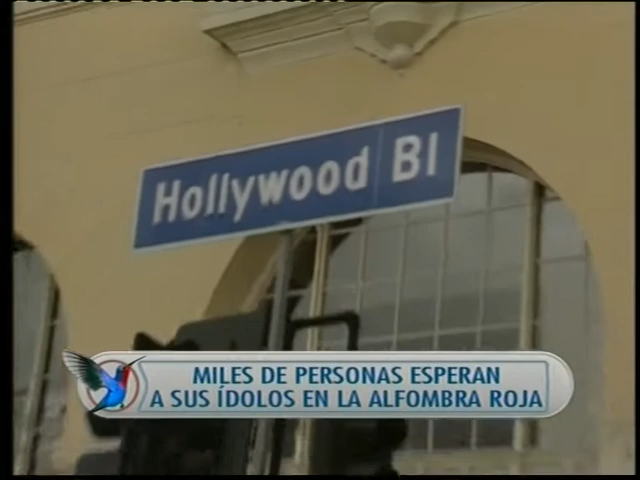 Hollywood Bl
MILES DE PERSONAS ESPERAN
A SUS ÍDOLOS EN LA ALFOMBRA ROJA